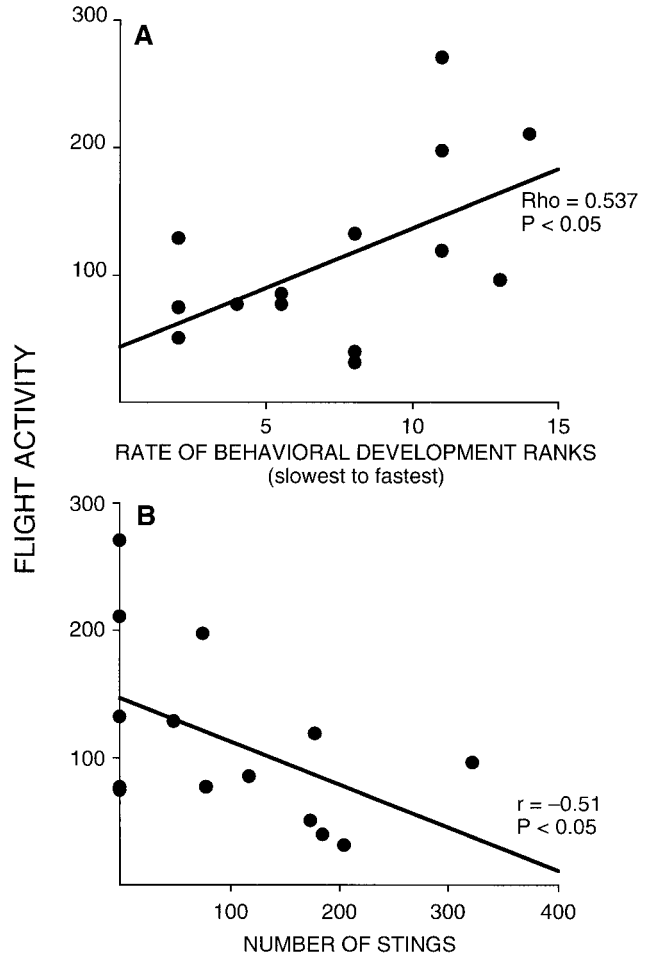 FLIGHT ACTIVITY
A
300
200
100
Rho = 0.537
P < 0.05
5 10 15
RATE OF BEHAVIORAL DEVELOPMENT RANKS
(slowest to fastest)
B
300
200
100
r = –0.51
P < 0.05
100 200 300 400
NUMBER OF STINGS